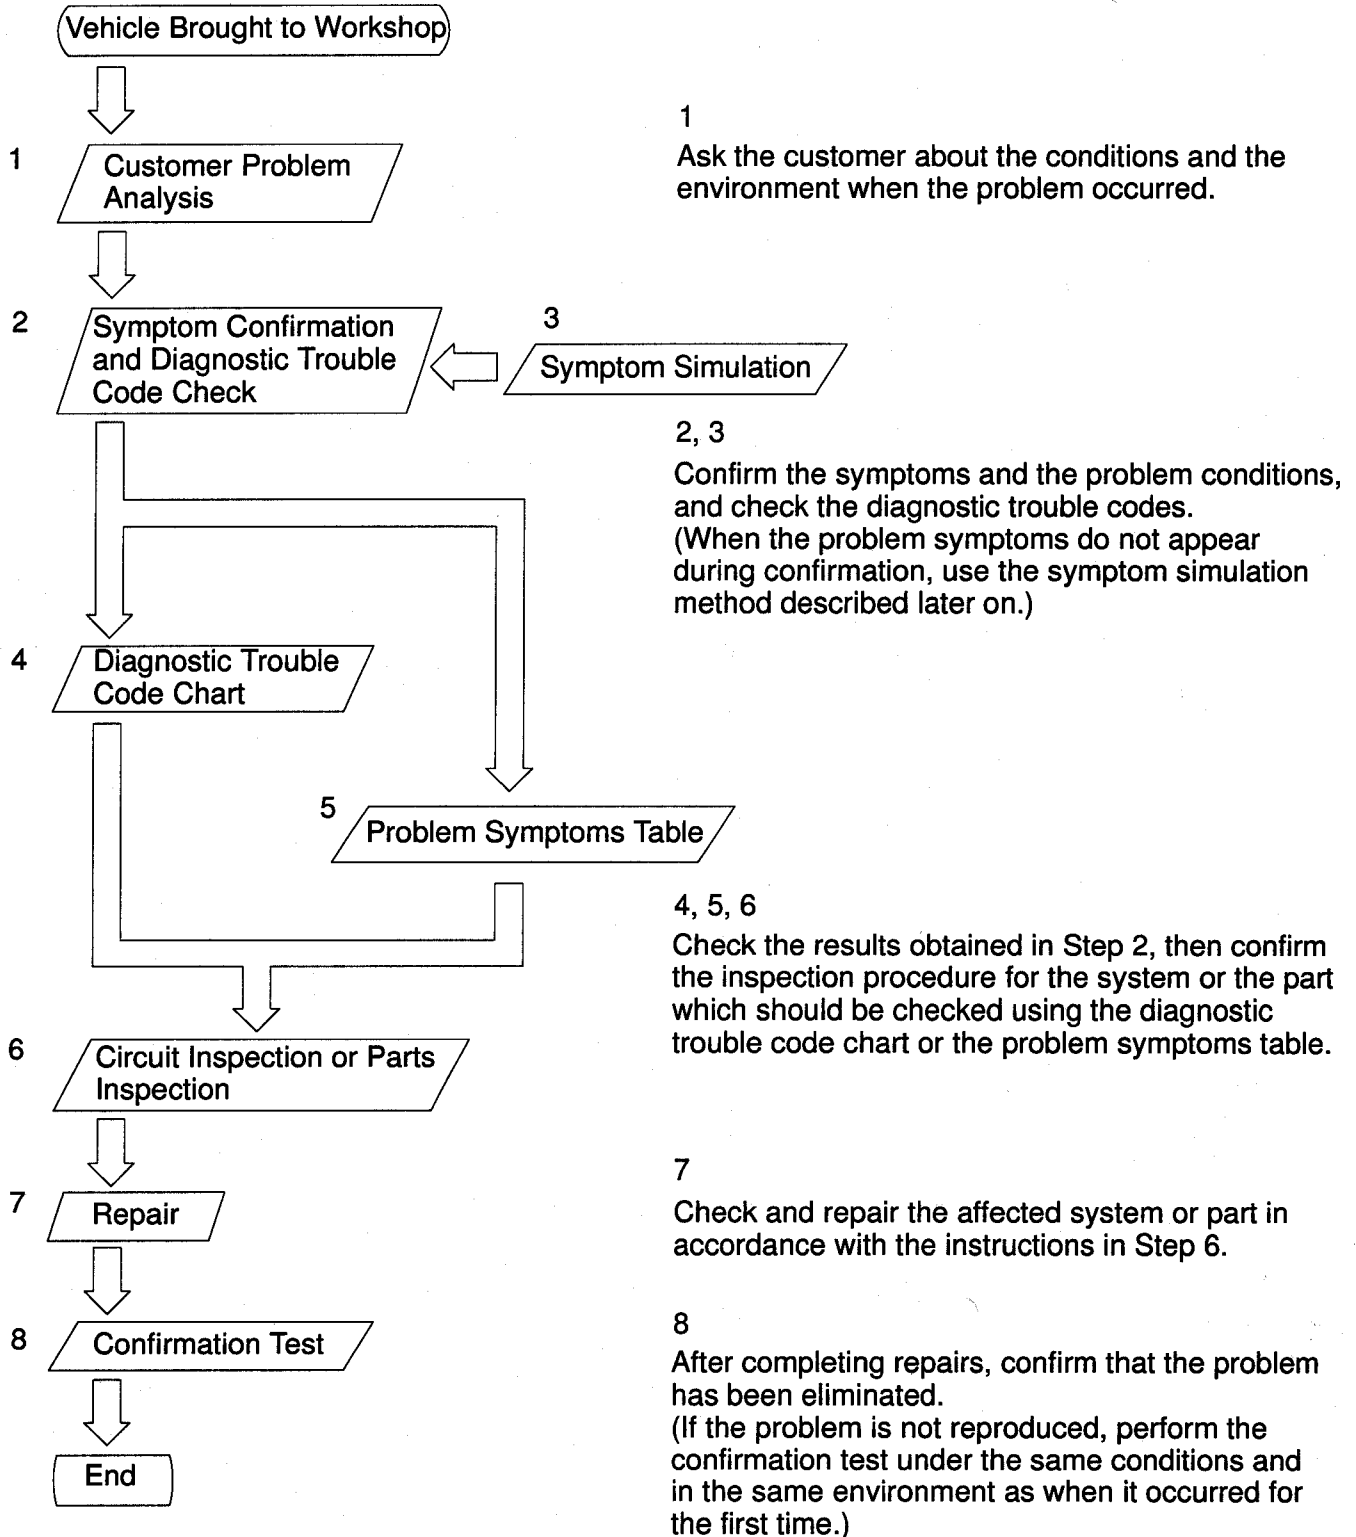 Vehicle Brought to Workshop
1
Customer Problem
Analysis
1
Ask the customer about the conditions and the
environment when the problem occurred.
2
Symptom Confirmation
and Diagnostic Trouble
Code Check
3
Symptom Simulation
2, 3
Confirm the symptoms and the problem conditions,
and check the diagnostic trouble codes.
(When the problem symptoms do not appear
during confirmation, use the symptom simulation
method described later on.)
4
Diagnostic Trouble
Code Chart
5
Problem Symptoms Table
4, 5, 6
Check the results obtained in Step 2, then confirm
the inspection procedure for the system or the part
which should be checked using the diagnostic
trouble code chart or the problem symptoms table.
6
Circuit Inspection or Parts
Inspection
7
Repair
7
Check and repair the affected system or part in
accordance with the instructions in Step 6.
8
Confirmation Test
End
8
After completing repairs, confirm that the problem
has been eliminated.
(If the problem is not reproduced, perform the
confirmation test under the same conditions and
in the same environment as when it occurred for
the first time.)